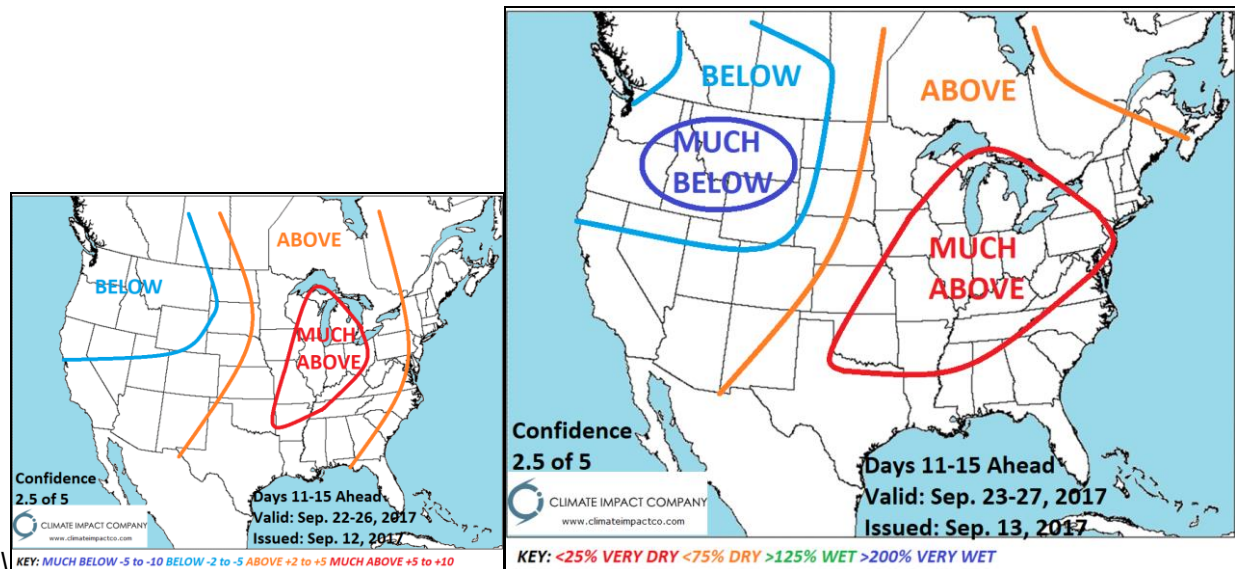 ABOVE
BELOW
MUCH
ABOVE
Confidence
2.5 of 5
CLIMATE IMPACT COMPANY
www.climateimpactco.com
Days 11-15 Ahead
Valid: Sep. 22-26, 2017
Issued: Sep. 12, 2017
\
KEY: MUCH BELOW -5 to -10 BELOW -2 to -5 ABOVE +2 to +5 MUCH ABOVE +5 to +10
BELOW
ABOVE
MUCH
BELOW
MUCH
ABOVE
Confidence
2.5 of 5
CLIMATE IMPACT COMPANY
www.climateimpactco.com
Days 11-15 Ahead
Valid: Sep. 23-27, 2017
Issued: Sep. 13, 2017
KEY: <25% VERY DRY <75% DRY >125% WET >200% VERY WET